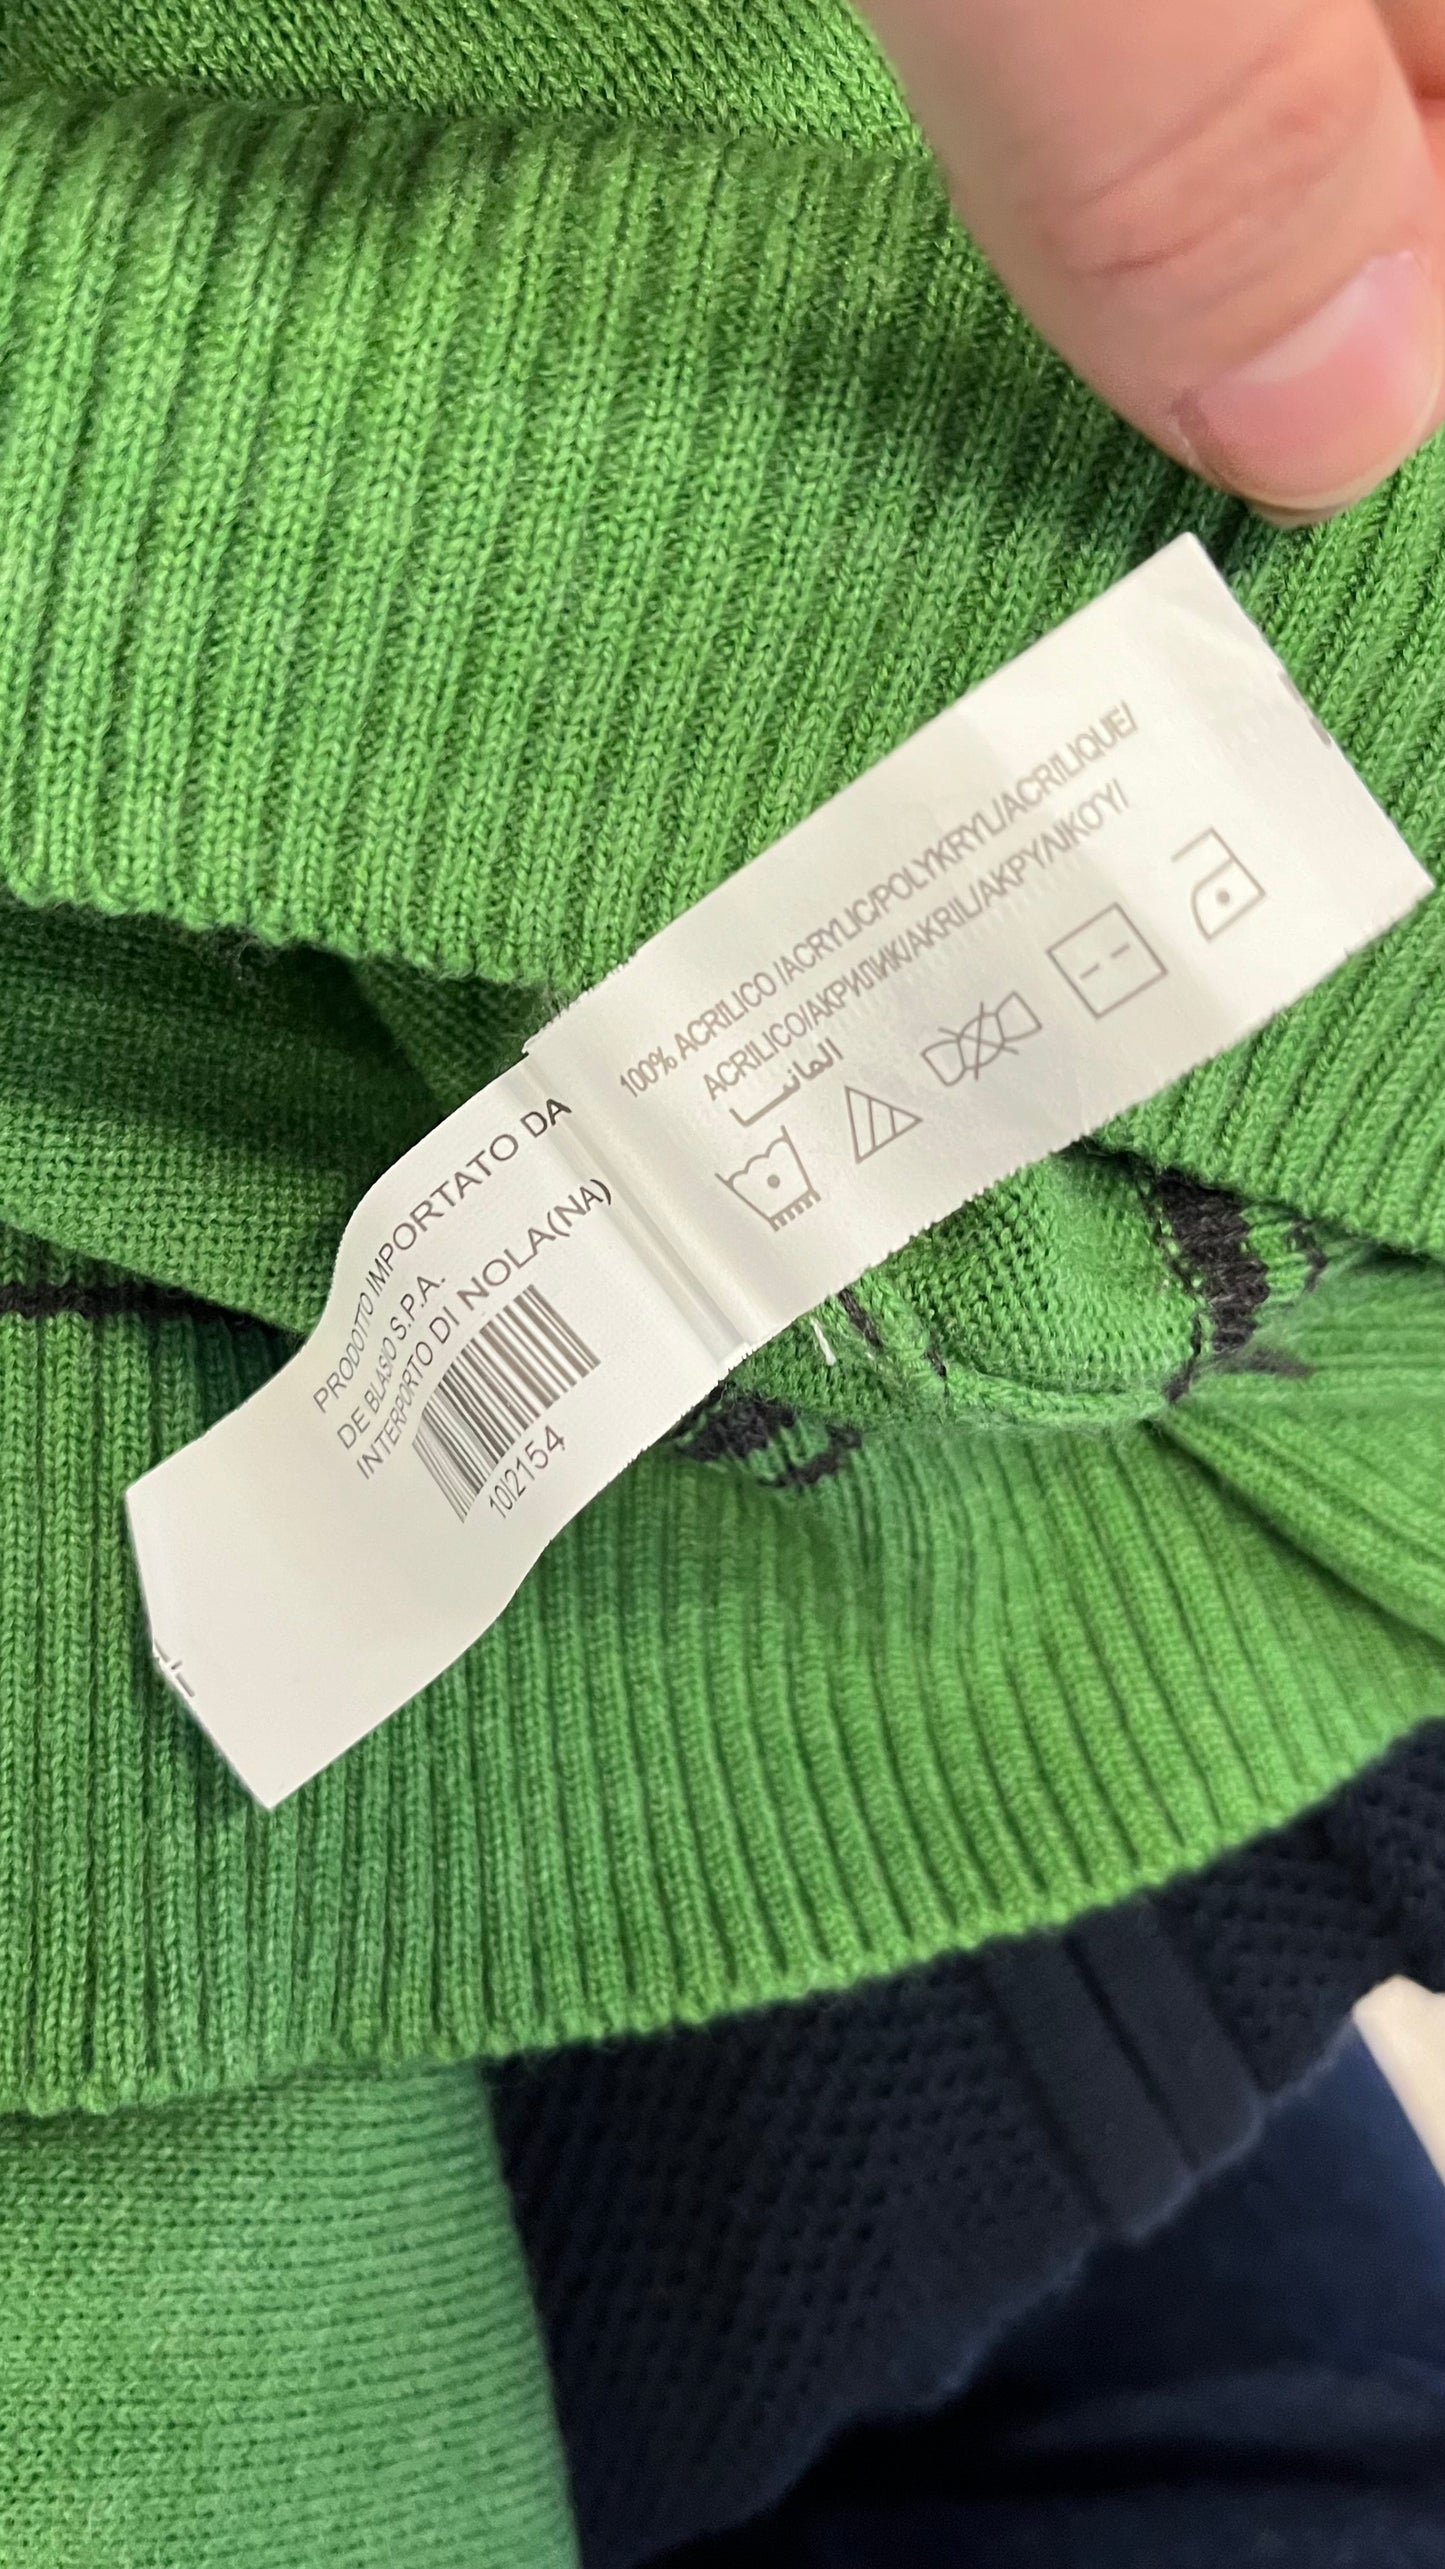 100% ACRILICO /ACRYLIC/POLYKRYL/ACRILIQUE/
ACRILICO/АКРИЛИК/AKRIL/ΑΚΡΥΛΙΚΟ'Υ/
PRODOTTO IMPORTATO DA
DE BLASIO S.P.A.
INTERPORTO DI NOLA(NA)
10/2154